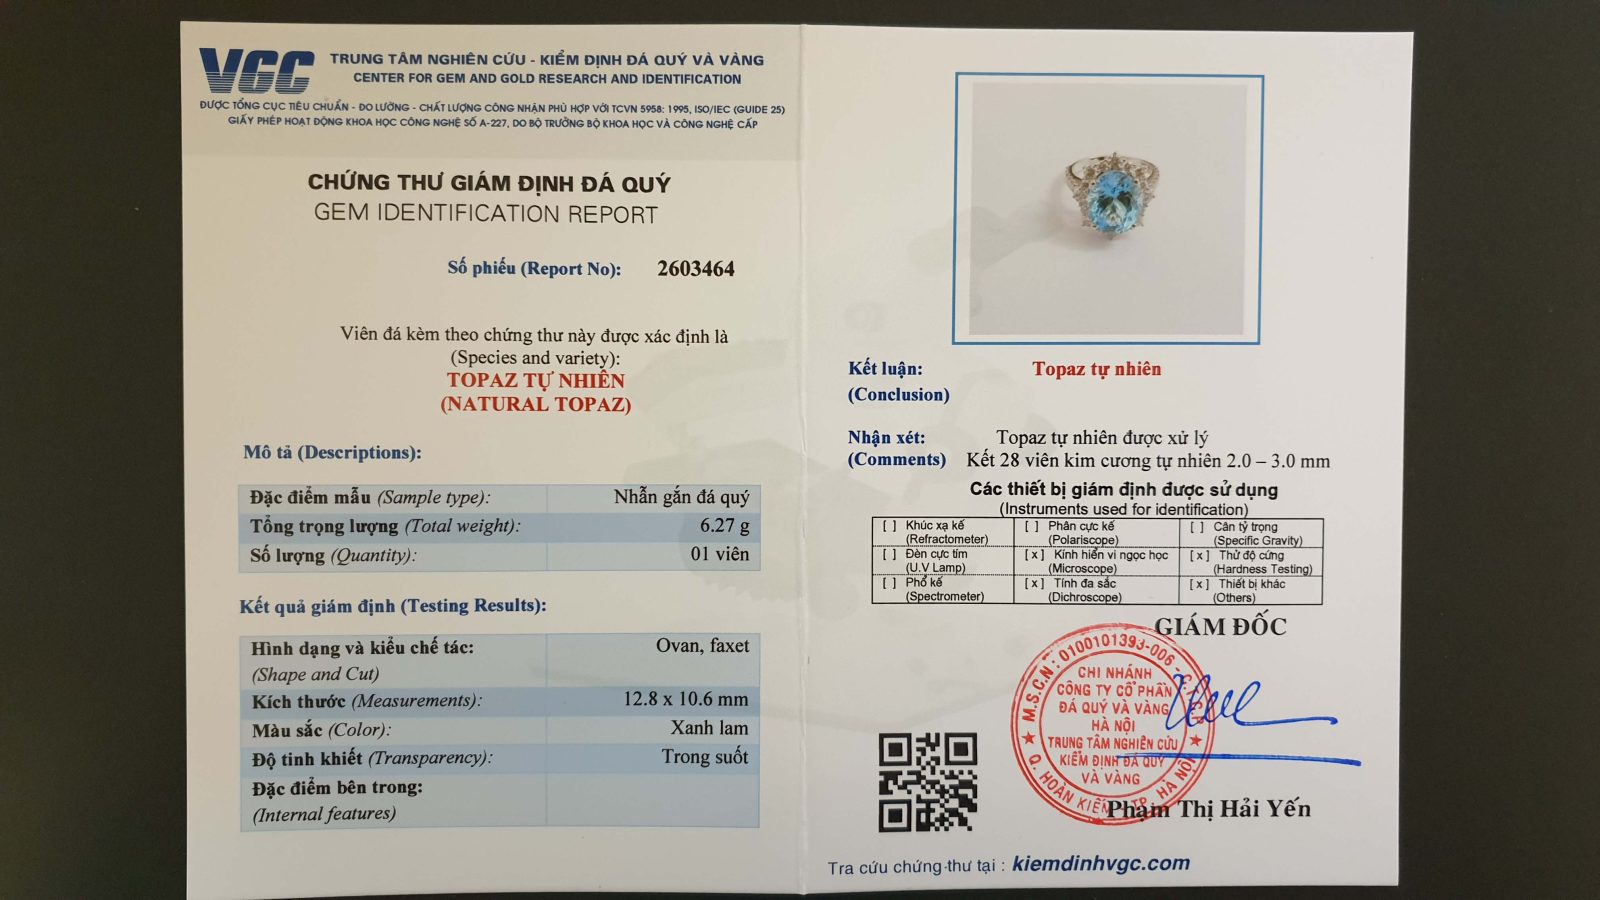 VGC
TRUNG TÂM NGHIÊN CỨU - KIỂM ĐỊNH ĐÁ QUÝ VÀ VÀNG
CENTER FOR GEM AND GOLD RESEARCH AND IDENTIFICATION
ĐƯỢC TỔNG CỤC TIÊU CHUẨN - ĐO LƯỜNG - CHẤT LƯỢNG CÔNG NHẬN PHÙ HỢP VỚI TCVN 5958: 1995, ISO/IEC (GUIDE 25)
GIẤY PHÉP HOẠT ĐỘNG KHOA HỌC CÔNG NGHỆ SỐ A-227, DO BỘ TRƯỞNG BỘ KHOA HỌC VÀ CÔNG NGHỆ CẤP
CHỨNG THƯ GIÁM ĐỊNH ĐÁ QUÝ
GEM IDENTIFICATION REPORT
Số phiếu (Report No): 2603464
Viên đá kèm theo chứng thư này được xác định là
(Species and variety):
TOPAZ TỰ NHIÊN
(NATURAL TOPAZ)
Mô tả (Descriptions):
Đặc điểm mẫu (Sample type): Nhẫn gắn đá quý
Tổng trọng lượng (Total weight): 6.27 g
Số lượng (Quantity): 01 viên
Kết quả giám định (Testing Results):
Hình dạng và kiểu chế tác: Ovan, faxet
(Shape and Cut)
Kích thước (Measurements): 12.8 x 10.6 mm
Màu sắc (Color): Xanh lam
Độ tinh khiết (Transparency): Trong suốt
Đặc điểm bên trong:
(Internal features)
Kết luận: Topaz tự nhiên
(Conclusion)
Nhận xét: Topaz tự nhiên được xử lý
(Comments) Kết 28 viên kim cương tự nhiên 2.0 – 3.0 mm
Các thiết bị giám định được sử dụng
(Instruments used for identification)
[ ] Khúc xạ kế [ ] Phân cực kế [ ] Cân tỷ trọng
(Refractometer) (Polariscope) (Specific Gravity)
[ ] Đèn cực tím [x] Kính hiển vi ngọc học [x] Thử độ cứng
(U.V Lamp) (Microscope) (Hardness Testing)
[ ] Phổ kế [x] Tính đa sắc [x] Thiết bị khác
(Spectrometer) (Dichroscope) (Others)
GIÁM ĐỐC
M.S.C.N: 0100101393-006 - C.T.C.P
CHI NHÁNH
CÔNG TY CỔ PHẦN
ĐÁ QUÝ VÀ VÀNG
HÀ NỘI
TRUNG TÂM NGHIÊN CỨU
KIỂM ĐỊNH ĐÁ QUÝ
VÀ VÀNG
Q. HOÀN KIẾM - TP. HÀ NỘI
Phạm Thị Hải Yến
Tra cứu chứng-thư tại : kiemdinhvgc.com